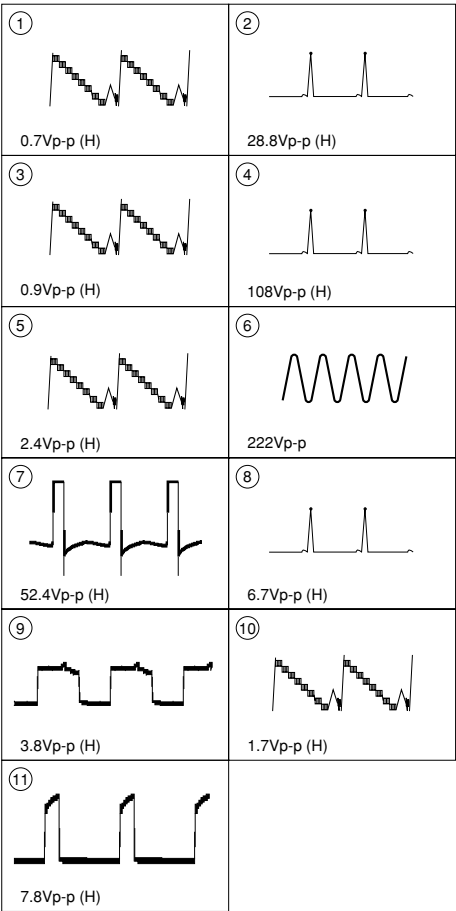 ①
0.7Vp-p (H)
②
28.8Vp-p (H)
③
0.9Vp-p (H)
④
108Vp-p (H)
⑤
2.4Vp-p (H)
⑥
222Vp-p
⑦
52.4Vp-p (H)
⑧
6.7Vp-p (H)
⑨
3.8Vp-p (H)
⑩
1.7Vp-p (H)
⑪
7.8Vp-p (H)